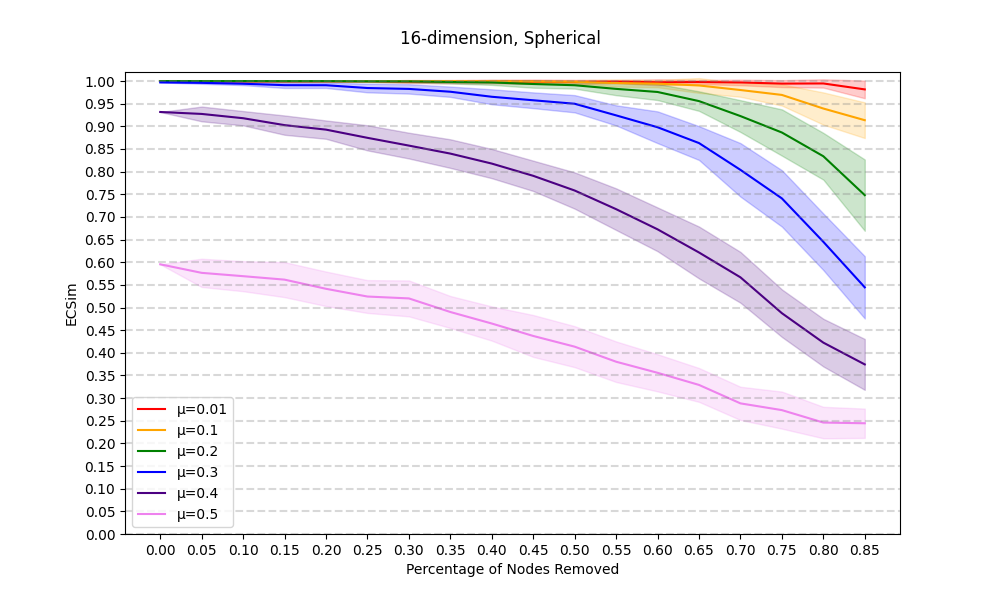 16-dimension, Spherical
1.00
0.95
0.90
0.85
0.80
0.75
0.70
0.65
0.60
0.55
0.50
0.45
0.40
0.35
0.30
0.25
0.20
0.15
0.10
0.05
0.00
ECSim
μ=0.01
μ=0.1
μ=0.2
μ=0.3
μ=0.4
μ=0.5
0.00 0.05 0.10 0.15 0.20 0.25 0.30 0.35 0.40 0.45 0.50 0.55 0.60 0.65 0.70 0.75 0.80 0.85
Percentage of Nodes Removed